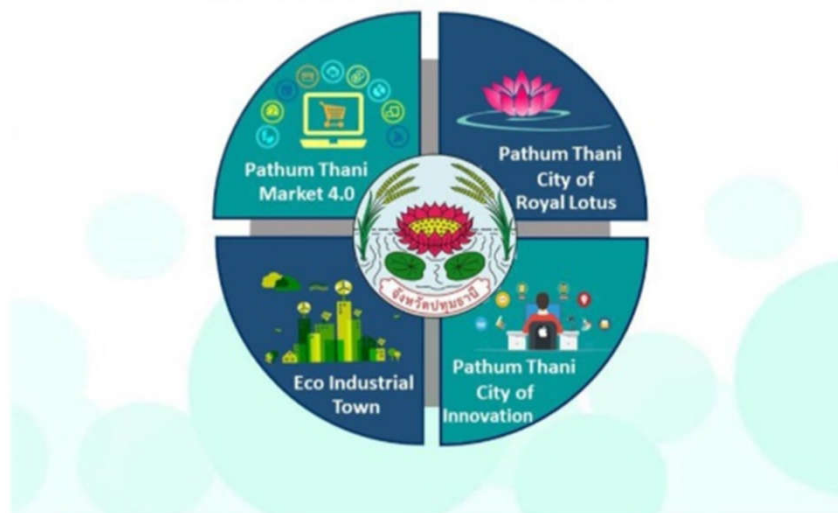 Pathum Thani
Market 4.0
Pathum Thani
City of
Royal Lotus
จังหวัดปทุมธานี
Eco Industrial
Town
Pathum Thani
City of
Innovation